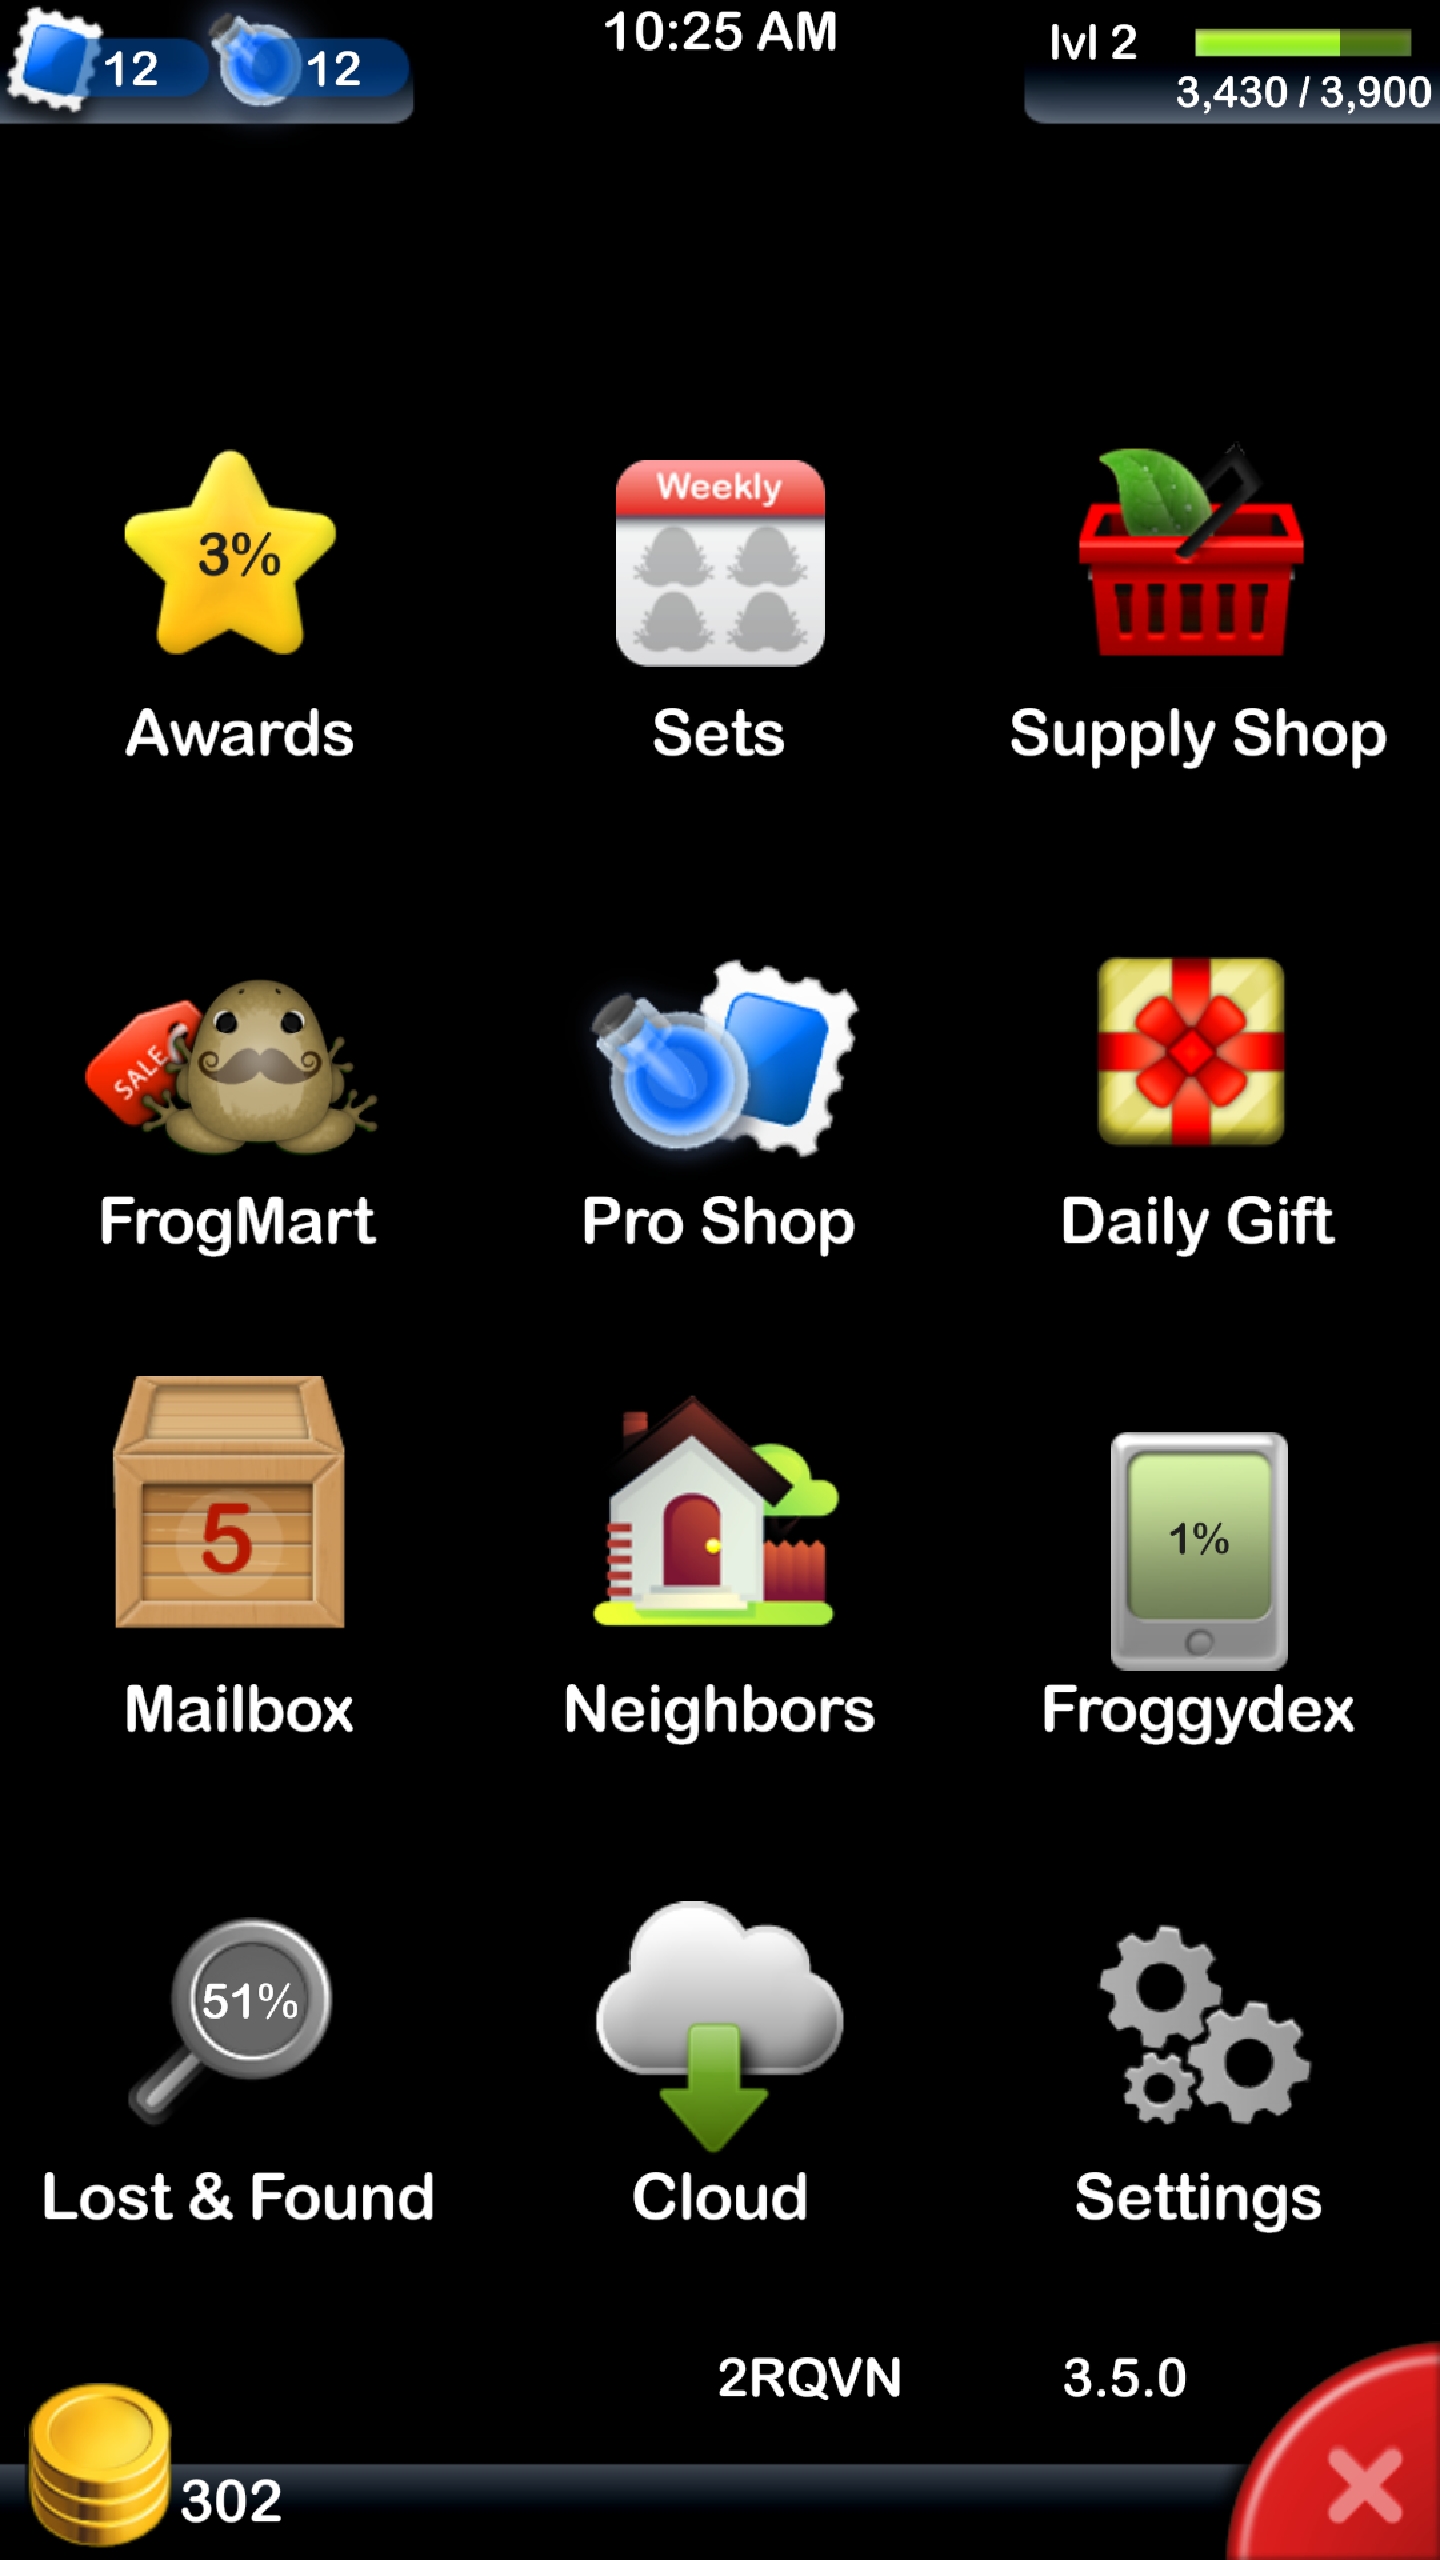 12
12
10:25 AM
lvl 2
3,430 / 3,900
3%
Weekly
Awards
Sets
Supply Shop
SALE
FrogMart
Pro Shop
Daily Gift
5
1%
Mailbox
Neighbors
Froggydex
51%
Lost & Found
Cloud
Settings
2RQVN
3.5.0
302